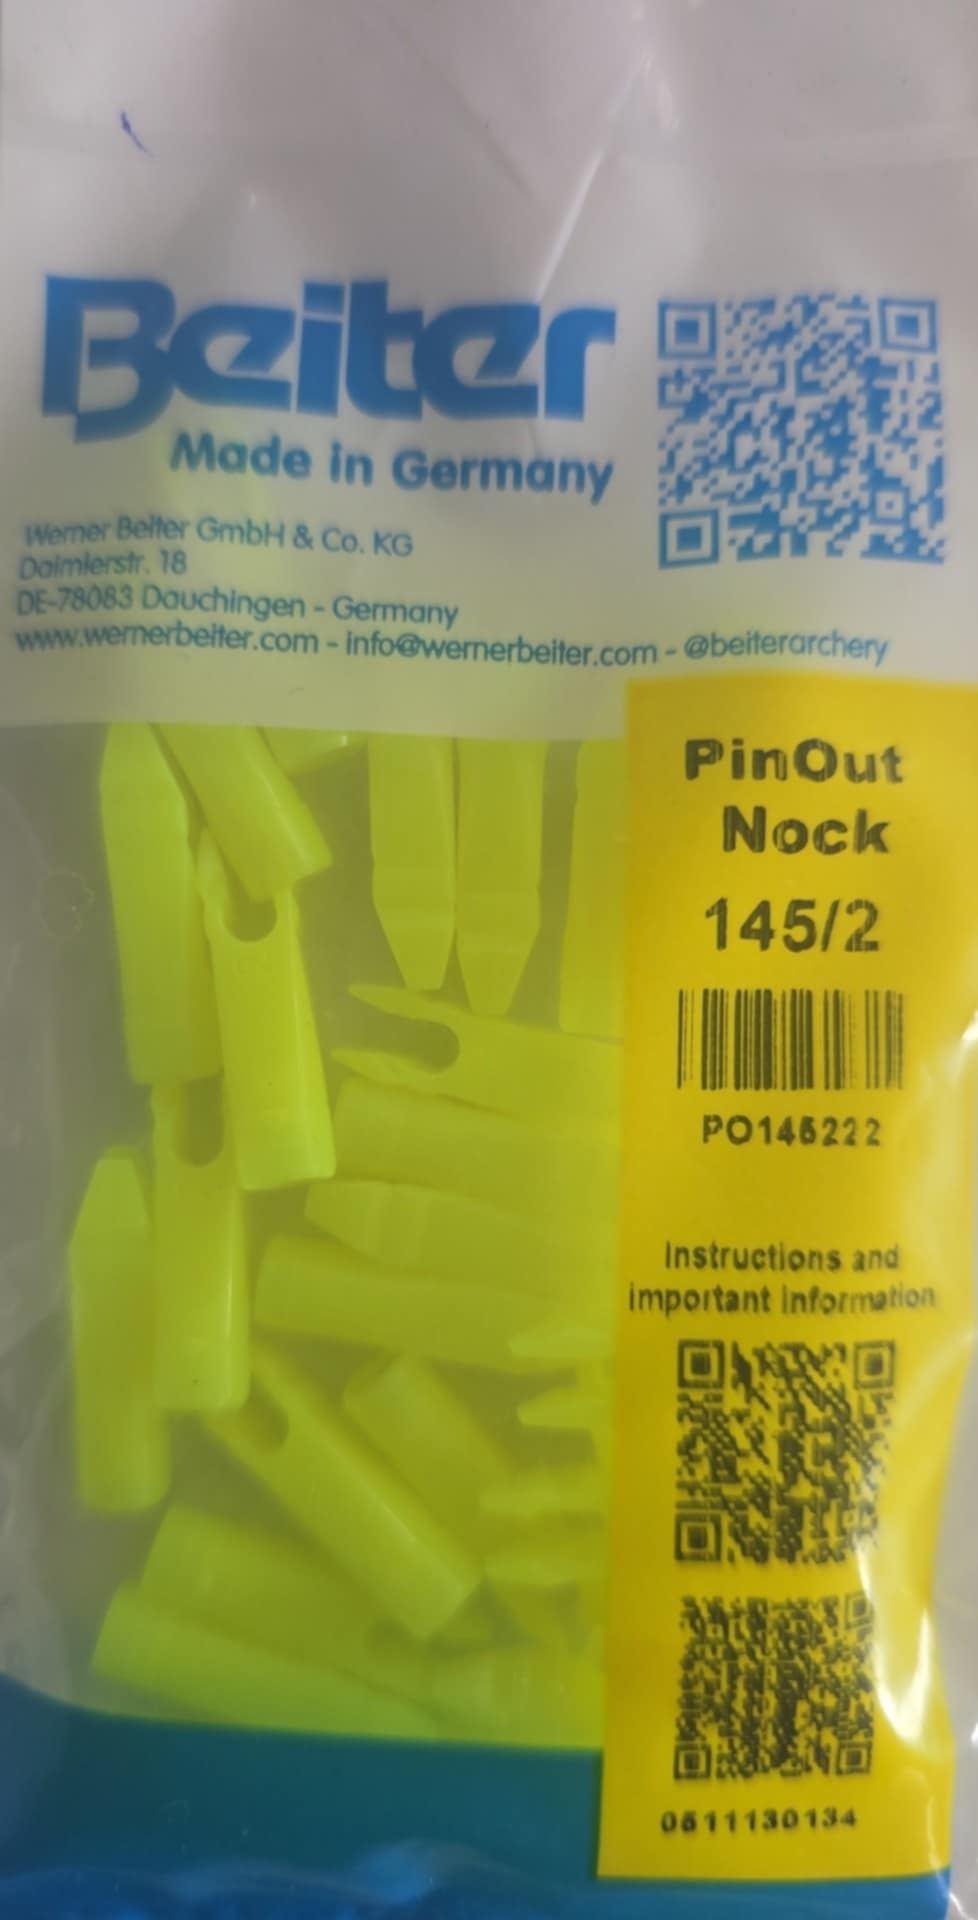 Beiter
Made in Germany
Werner Beiter GmbH & Co. KG
Daimlerstr. 18
DE-78083 Dauchingen - Germany
www.wernerbeiter.com - info@wernerbeiter.com - @beiterarchery
PinOut
Nock
145/2
PO145222
Instructions and
important information
0511130134
2